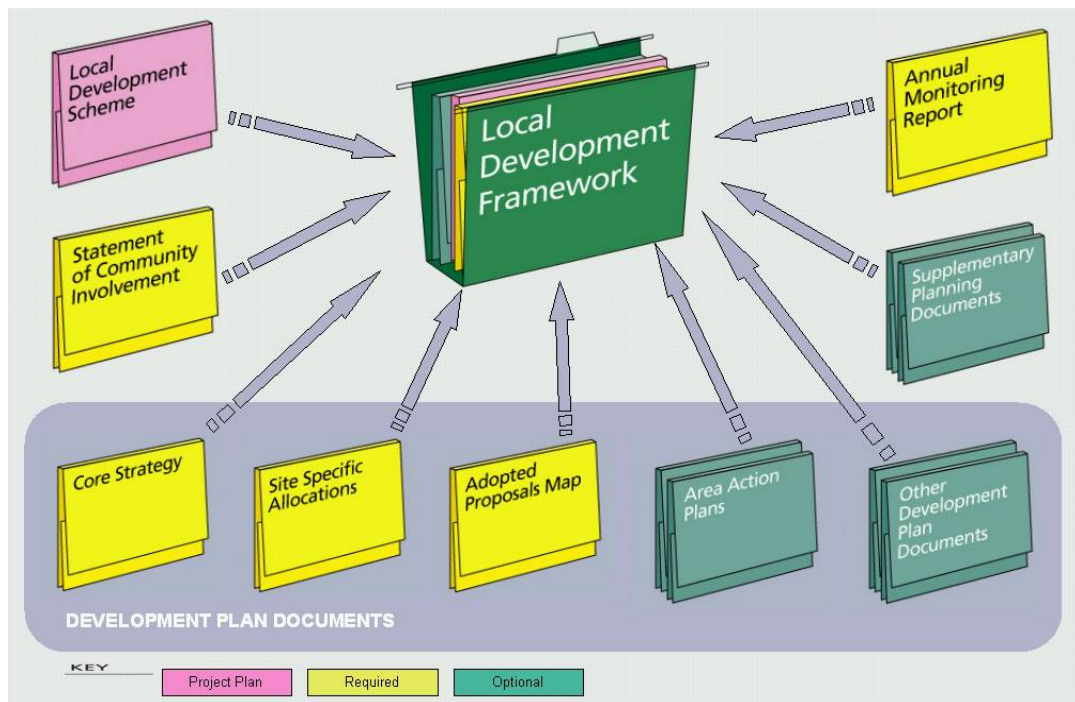 Local
Development
Scheme
Local
Development
Framework
Annual
Monitoring
Report
Statement
of Community
Involvement
Supplementary
Planning
Documents
Core Strategy
Site Specific
Allocations
Adopted
Proposals Map
Area Action
Plans
Other
Development
Plan
Documents
DEVELOPMENT PLAN DOCUMENTS
KEY
Project Plan
Required
Optional